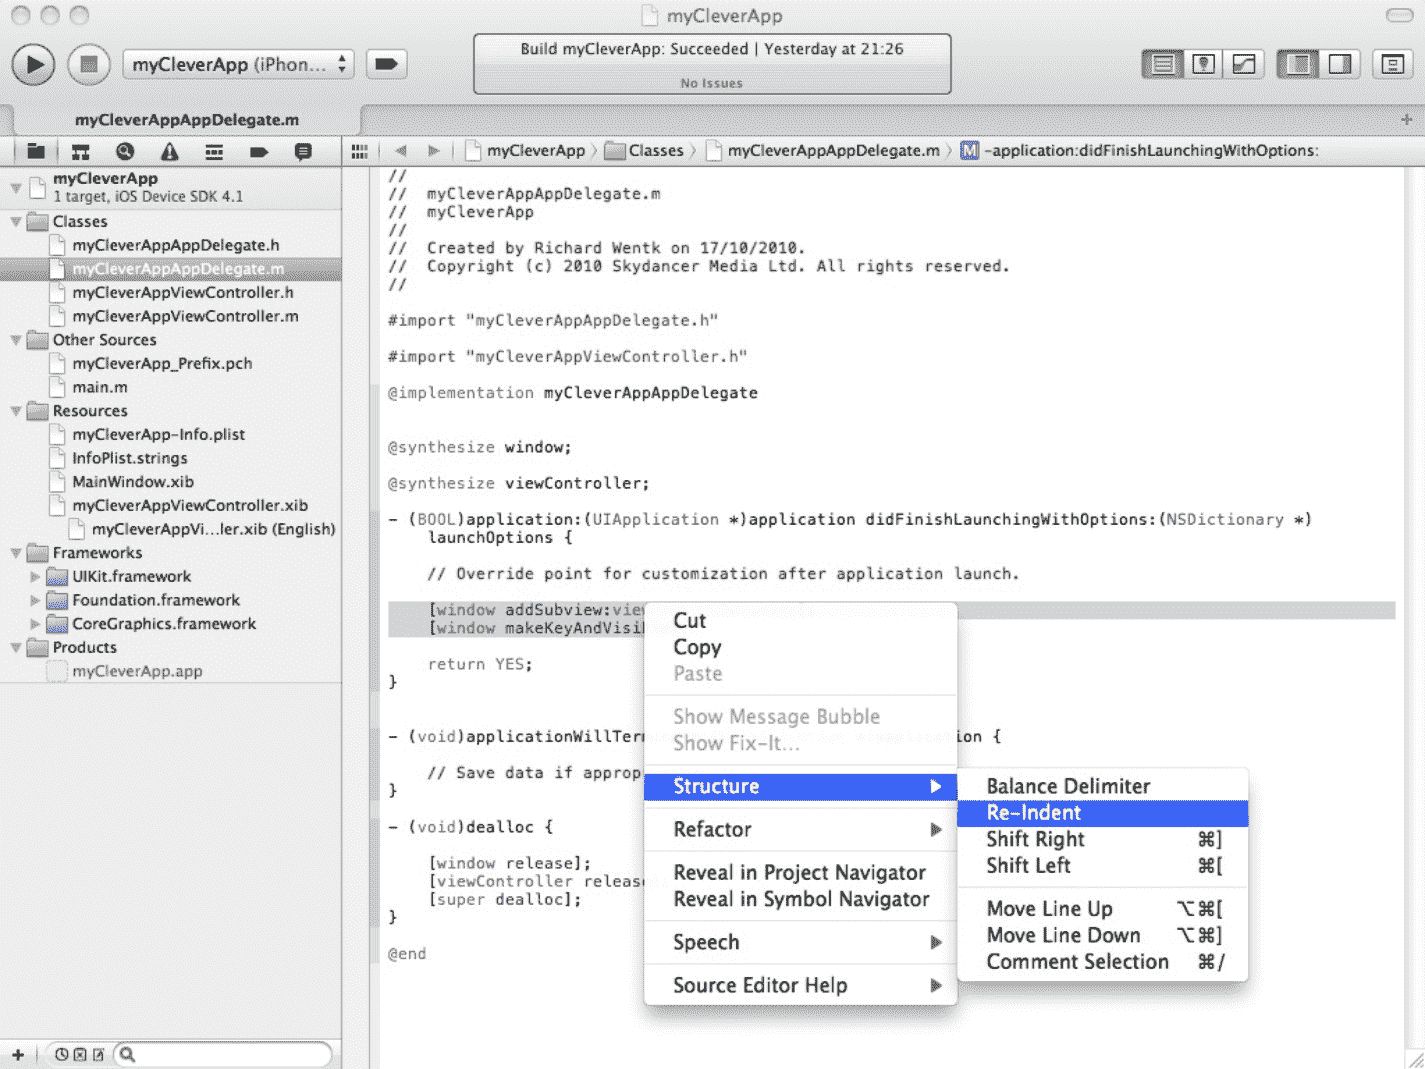 myCleverApp
myCleverApp (iPhon...
Build myCleverApp: Succeeded | Yesterday at 21:26
No Issues
myCleverAppAppDelegate.m
myCleverApp
Classes
myCleverAppAppDelegate.m
M -application:didFinishLaunchingWithOptions:
myCleverApp
1 target, iOS Device SDK 4.1
Classes
myCleverAppAppDelegate.h
myCleverAppAppDelegate.m
myCleverAppViewController.h
myCleverAppViewController.m
Other Sources
myCleverApp_Prefix.pch
main.m
Resources
myCleverApp-Info.plist
InfoPlist.strings
MainWindow.xib
myCleverAppViewController.xib
myCleverAppVi...ler.xib (English)
Frameworks
UIKit.framework
Foundation.framework
CoreGraphics.framework
Products
myCleverApp.app
//
//  myCleverAppAppDelegate.m
//  myCleverApp
//
//  Created by Richard Wentk on 17/10/2010.
//  Copyright (c) 2010 Skydancer Media Ltd. All rights reserved.
//
#import "myCleverAppAppDelegate.h"
#import "myCleverAppViewController.h"
@implementation myCleverAppAppDelegate
@synthesize window;
@synthesize viewController;
- (BOOL)application:(UIApplication *)application didFinishLaunchingWithOptions:(NSDictionary *)
launchOptions {
// Override point for customization after application launch.
[window addSubview:vie
[window makeKeyAndVisi
return YES;
}
- (void)applicationWillTer ion {
// Save data if approp
}
- (void)dealloc {
[window release];
[viewController release
[super dealloc];
}
@end
Cut
Copy
Paste
Show Message Bubble
Show Fix-It...
Structure
Refactor
Reveal in Project Navigator
Reveal in Symbol Navigator
Speech
Source Editor Help
Balance Delimiter
Re-Indent
Shift Right ⌘]
Shift Left ⌘[
Move Line Up ⌥⌘[
Move Line Down ⌥⌘]
Comment Selection ⌘/